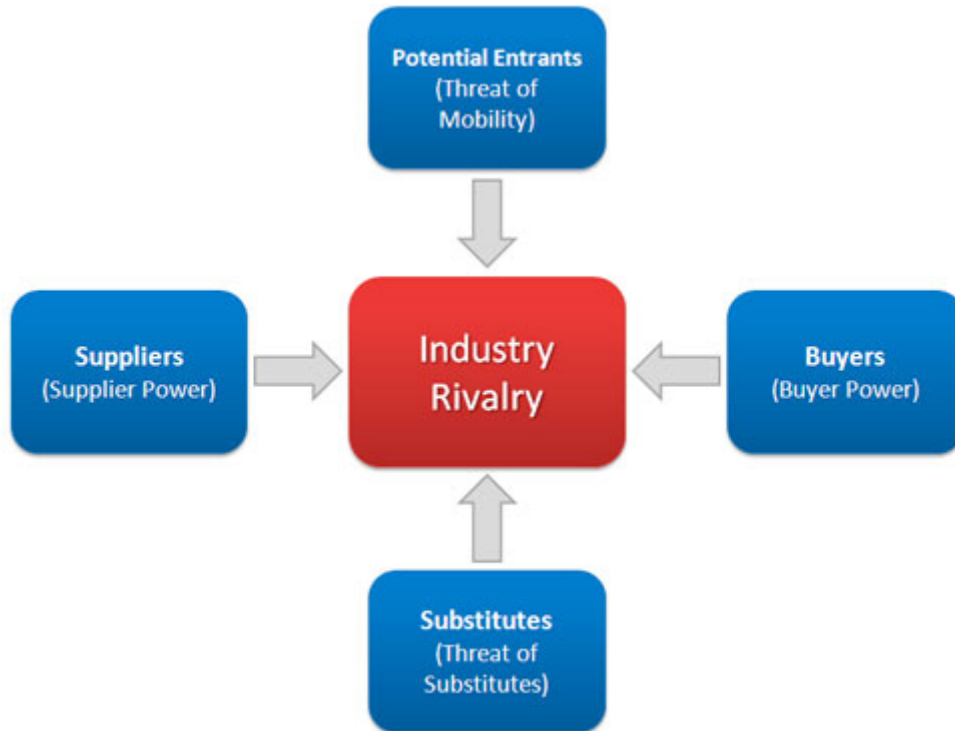 Potential Entrants
(Threat of
Mobility)
Suppliers
(Supplier Power)
Industry
Rivalry
Buyers
(Buyer Power)
Substitutes
(Threat of
Substitutes)